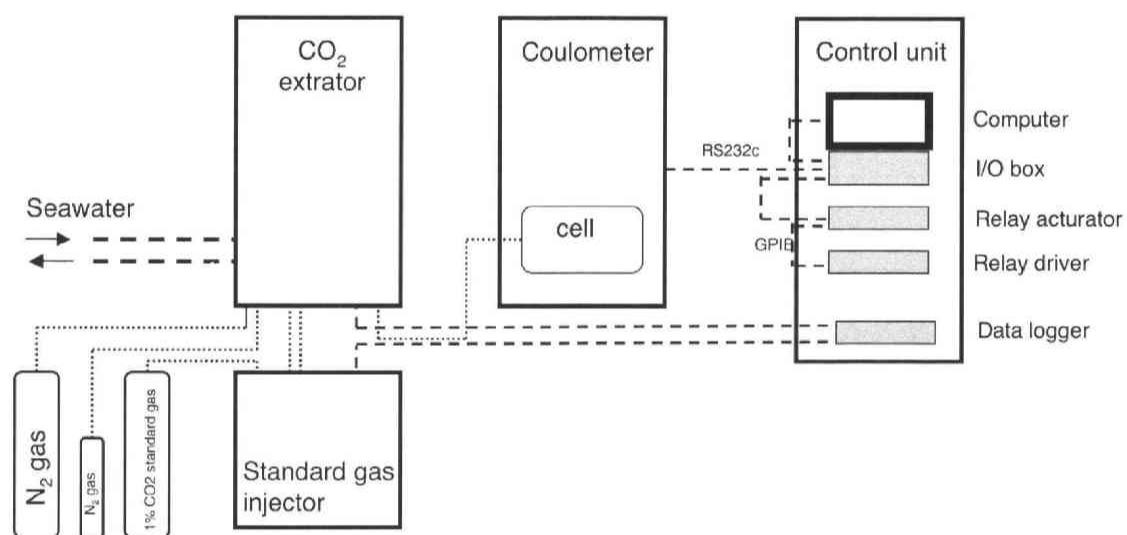 CO2
extrator
Coulometer
Control unit
Computer
RS232c
I/O box
Seawater
cell
Relay acturator
GPIB
Relay driver
Data logger
N2 gas
N2 gas
1% CO2 standard gas
Standard gas
injector